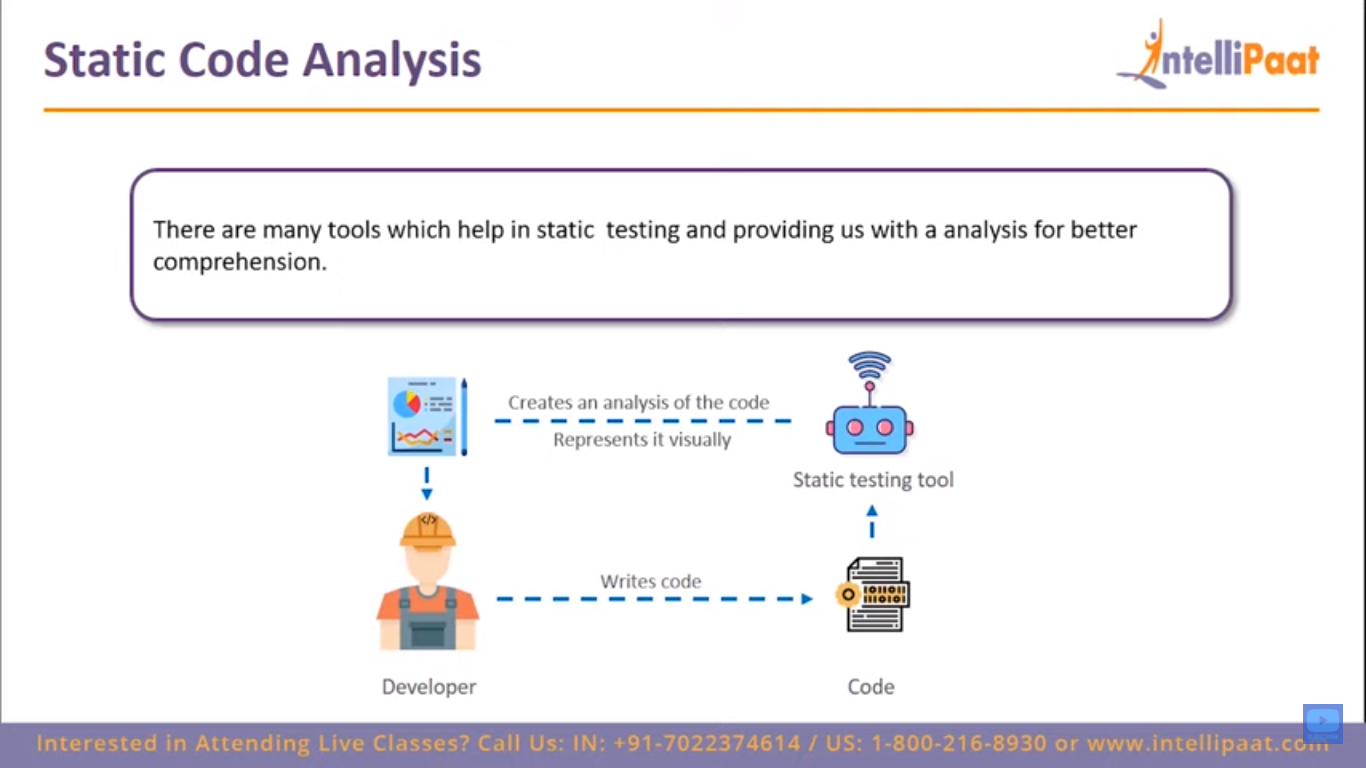 Static Code Analysis
IntelliPaat
There are many tools which help in static  testing and providing us with a analysis for better
comprehension.
Creates an analysis of the code
Represents it visually
Static testing tool
</>
Writes code
Developer
Code
Interested in Attending Live Classes? Call Us: IN: +91-7022374614 / US: 1-800-216-8930 or www.intellipaat.com